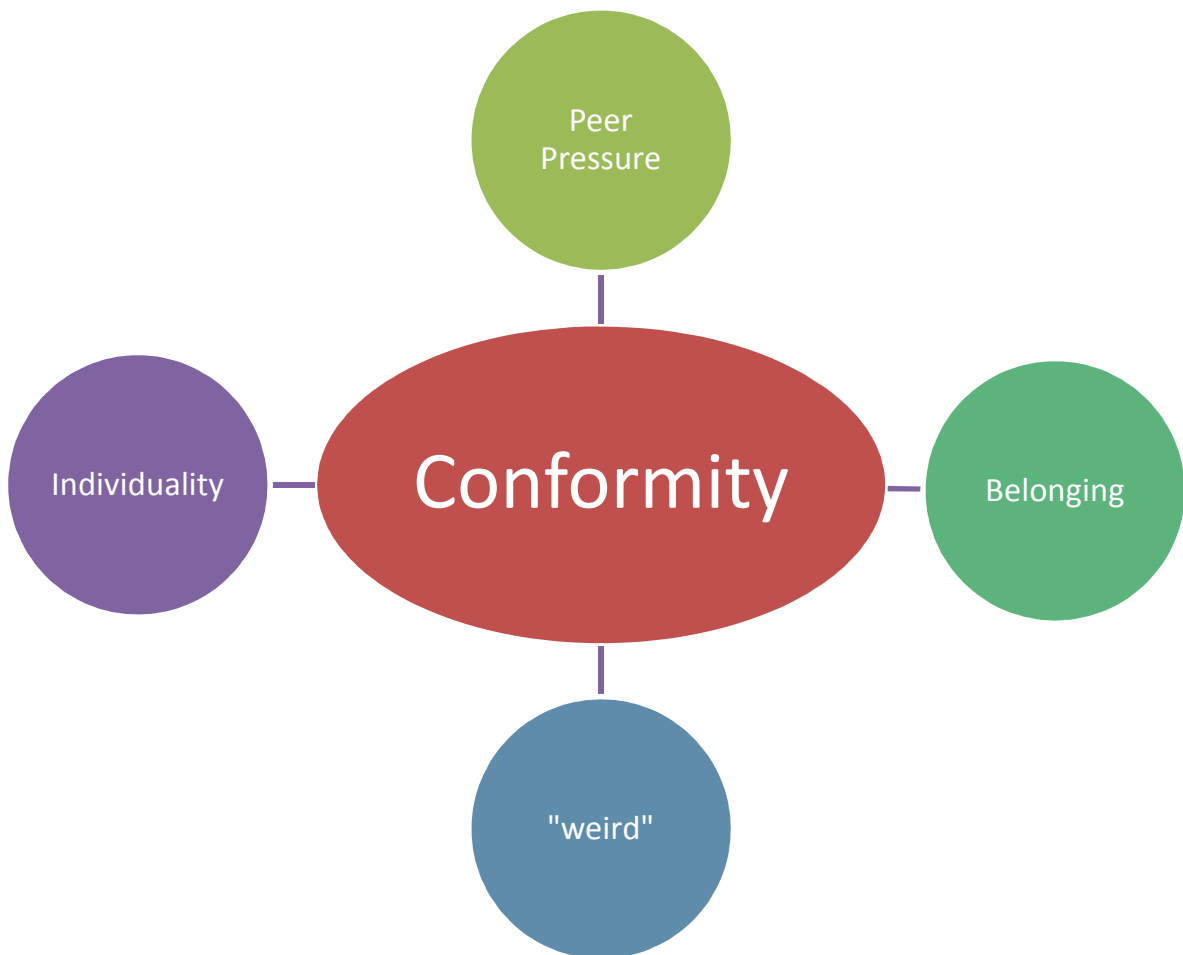 Peer
Pressure
Individuality
Conformity
Belonging
"weird"